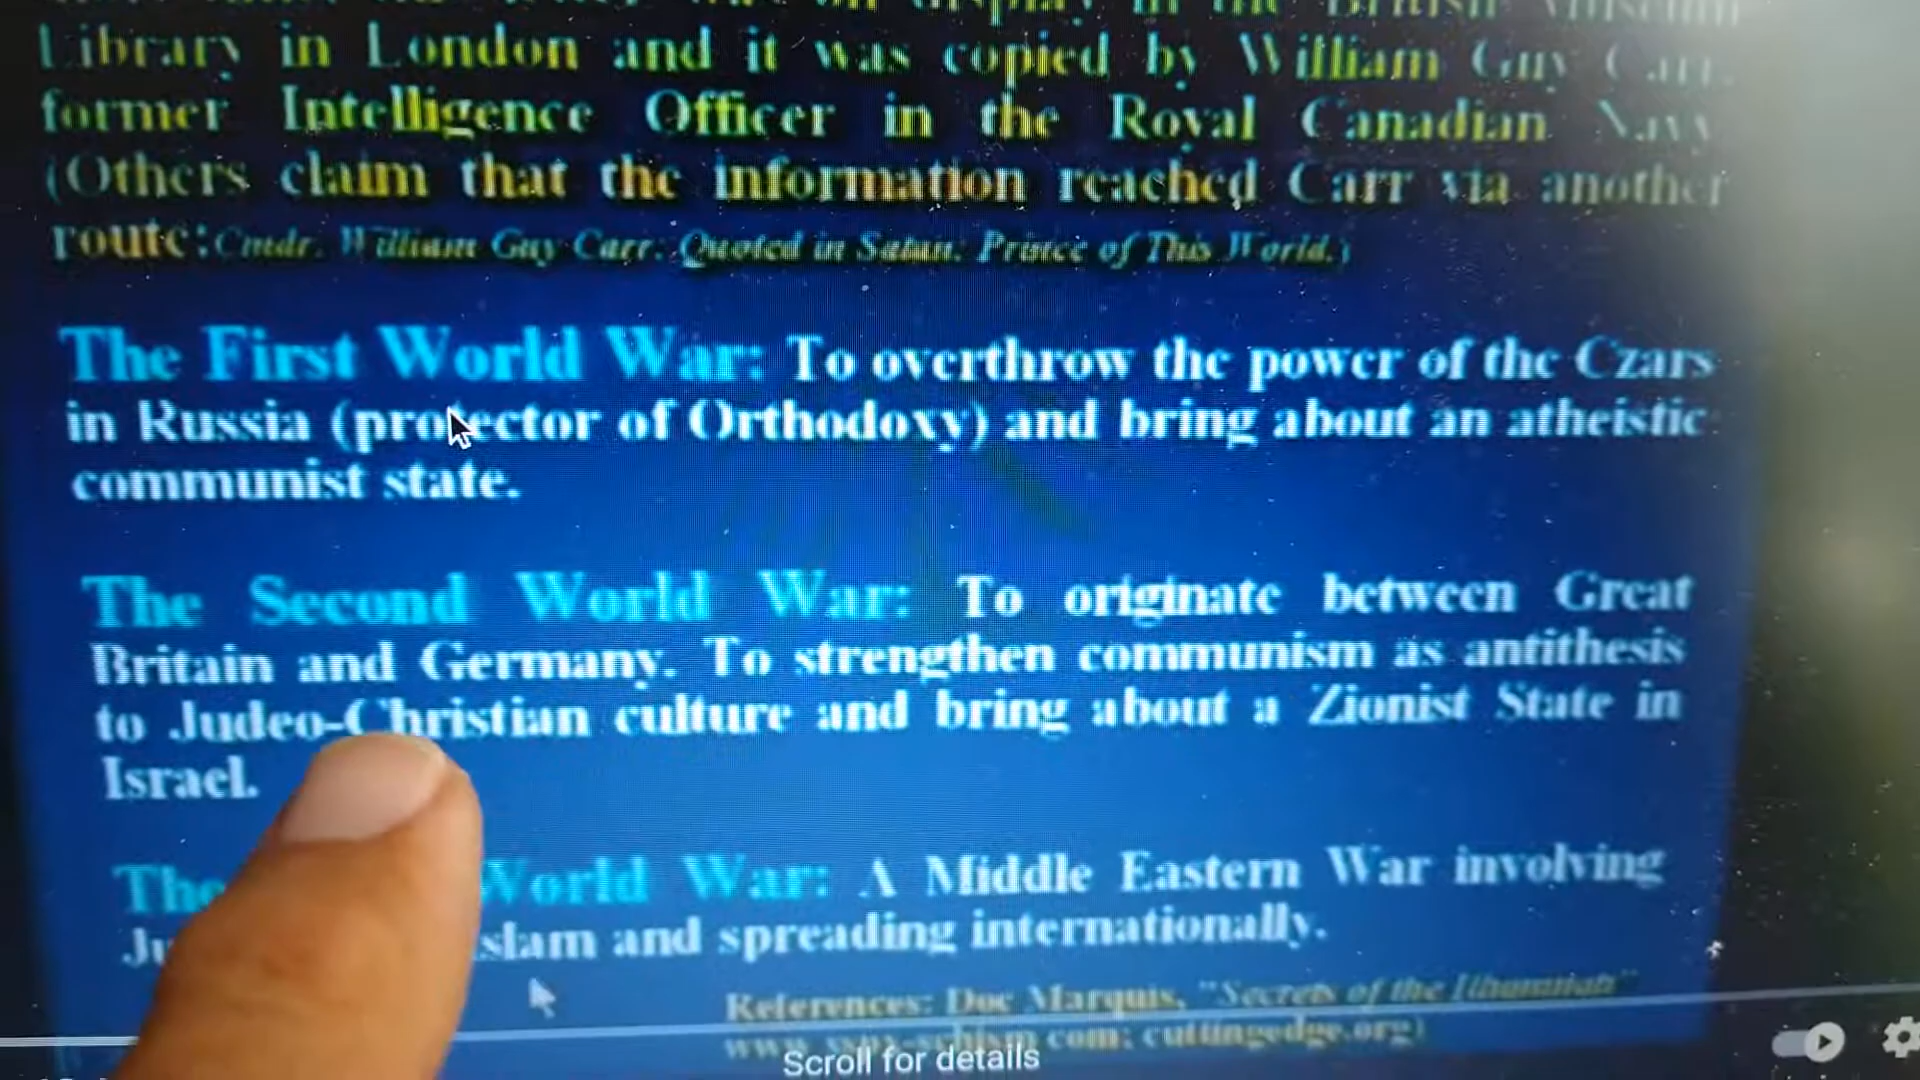 Library in London and it was copied by William Guy Carr,
former Intelligence Officer in the Royal Canadian Navy
(Others claim that the information reached Carr via another
route: Cmdr. William Guy Carr: Quoted in Satan: Prince of This World.)
The First World War: To overthrow the power of the Czars
in Russia (protector of Orthodoxy) and bring about an atheistic
communist state.
The Second World War: To originate between Great
Britain and Germany. To strengthen communism as antithesis
to Judeo-Christian culture and bring about a Zionist State in
Israel.
The World War: A Middle Eastern War involving
and spreading internationally.
References: Doc Marquis, "Secrets of the Illuminati"
com; cuttingedge.org)
Scroll for details